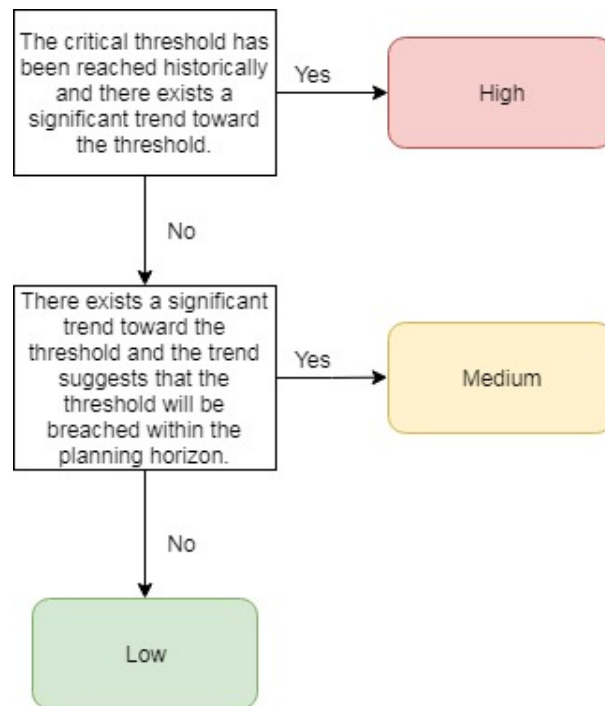 The critical threshold has
been reached historically
and there exists a
significant trend toward
the threshold.
Yes
High
No
There exists a significant
trend toward the
threshold and the trend
suggests that the
threshold will be
breached within the
planning horizon.
Yes
Medium
No
Low